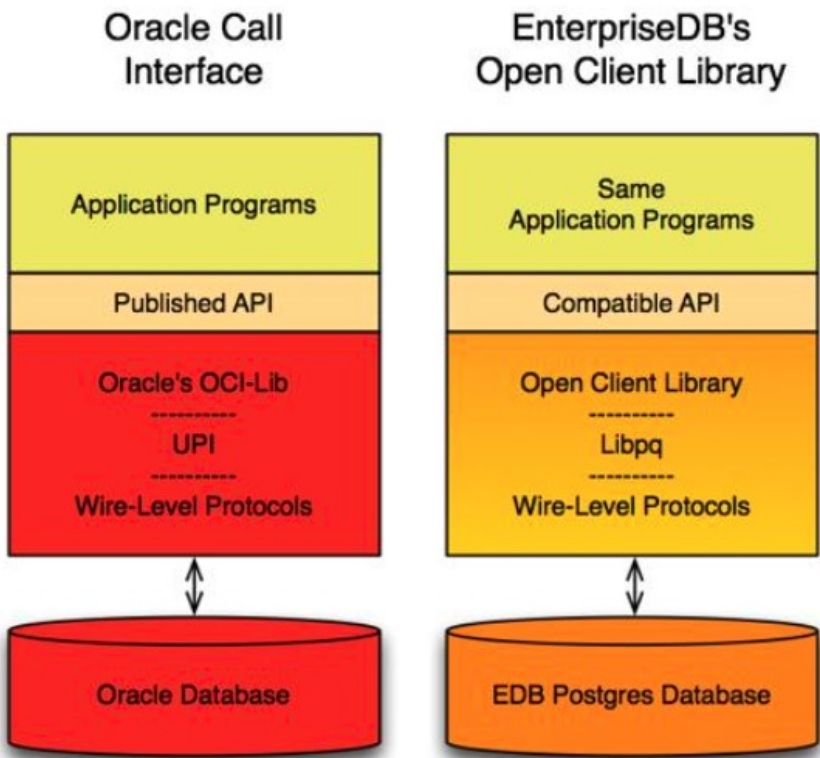 Oracle Call
Interface
Application Programs
Published API
Oracle's OCI-Lib
----------
UPI
----------
Wire-Level Protocols
Oracle Database
EnterpriseDB's
Open Client Library
Same
Application Programs
Compatible API
Open Client Library
----------
Libpq
----------
Wire-Level Protocols
EDB Postgres Database